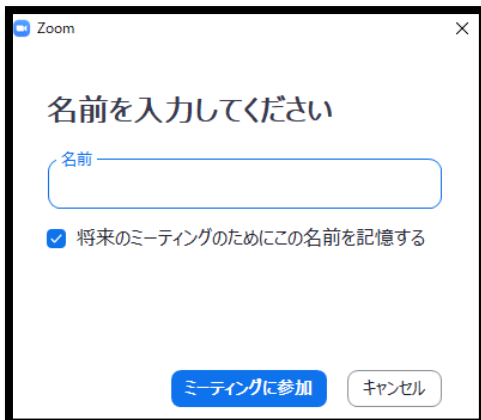 Zoom
名前を入力してください
名前
将来のミーティングのためにこの名前を記憶する
ミーティングに参加 キャンセル